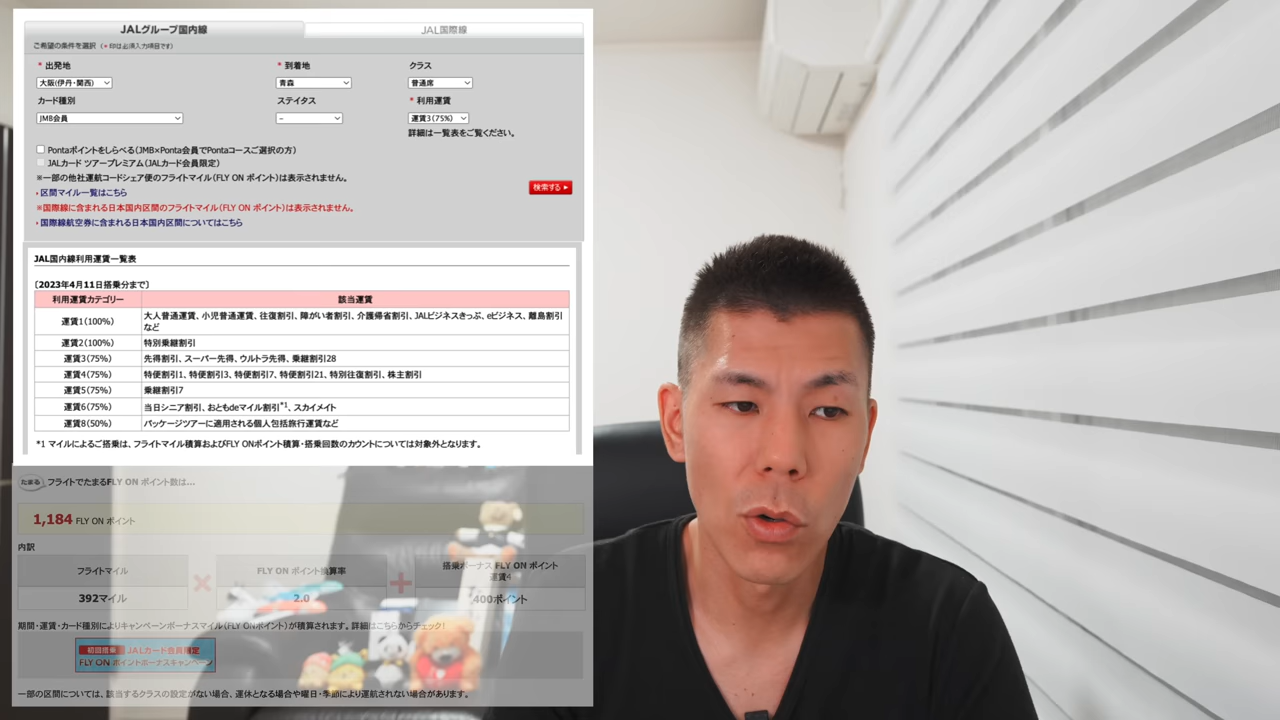 JALグループ国内線
JAL国際線
ご希望の条件を選択 (*印は必須入力項目です)
* 出発地
* 到着地
クラス
大阪(伊丹・関西)
青森
普通席
カード種別
ステイタス
* 利用運賃
JMB会員
−
運賃3(75%)
詳細は一覧表をご覧ください。
Pontaポイントをしらべる(JMB×Ponta会員でPontaコースご選択の方)
JALカード ツアープレミアム(JALカード会員限定)
※一部の他社運航コードシェア便のフライトマイル(FLY ON ポイント)は表示されません。
区間マイル一覧はこちら
検索する
※国際線に含まれる日本国内区間のフライトマイル(FLY ON ポイント)は表示されません。
国際線航空券に含まれる日本国内区間についてはこちら
JAL国内線利用運賃一覧表
〔2023年4月11日搭乗分まで〕
利用運賃カテゴリー
該当運賃
運賃1(100%)
大人普通運賃、小児普通運賃、往復割引、障がい者割引、介護帰省割引、JALビジネスきっぷ、eビジネス、離島割引
など
運賃2(100%)
特別乗継割引
運賃3(75%)
先得割引、スーパー先得、ウルトラ先得、乗継割引28
運賃4(75%)
特便割引1、特便割引3、特便割引7、特便割引21、特別往復割引、株主割引
運賃5(75%)
乗継割引7
運賃6(75%)
当日シニア割引、おともdeマイル割引*1、スカイメイト
運賃8(50%)
パッケージツアーに適用される個人包括旅行運賃など
*1 マイルによるご搭乗は、フライトマイル積算およびFLY ONポイント積算・搭乗回数のカウントについては対象外となります。
たまる フライトでたまるFLY ON ポイント数は...
1,184 FLY ON ポイント
内訳
フライトマイル
FLY ON ポイント換算率
搭乗ボーナス FLY ON ポイント
運賃4
392マイル
2.0
400ポイント
期間・運賃・カード種別によりキャンペーンボーナスマイル(FLY ONポイント)が積算されます。詳細はこちらからチェック!
初回搭乗 JALカード会員限定
FLY ON ポイントボーナスキャンペーン
一部の区間については、該当するクラスの設定がない場合、運休となる場合や曜日・季節により運航されない場合があります。